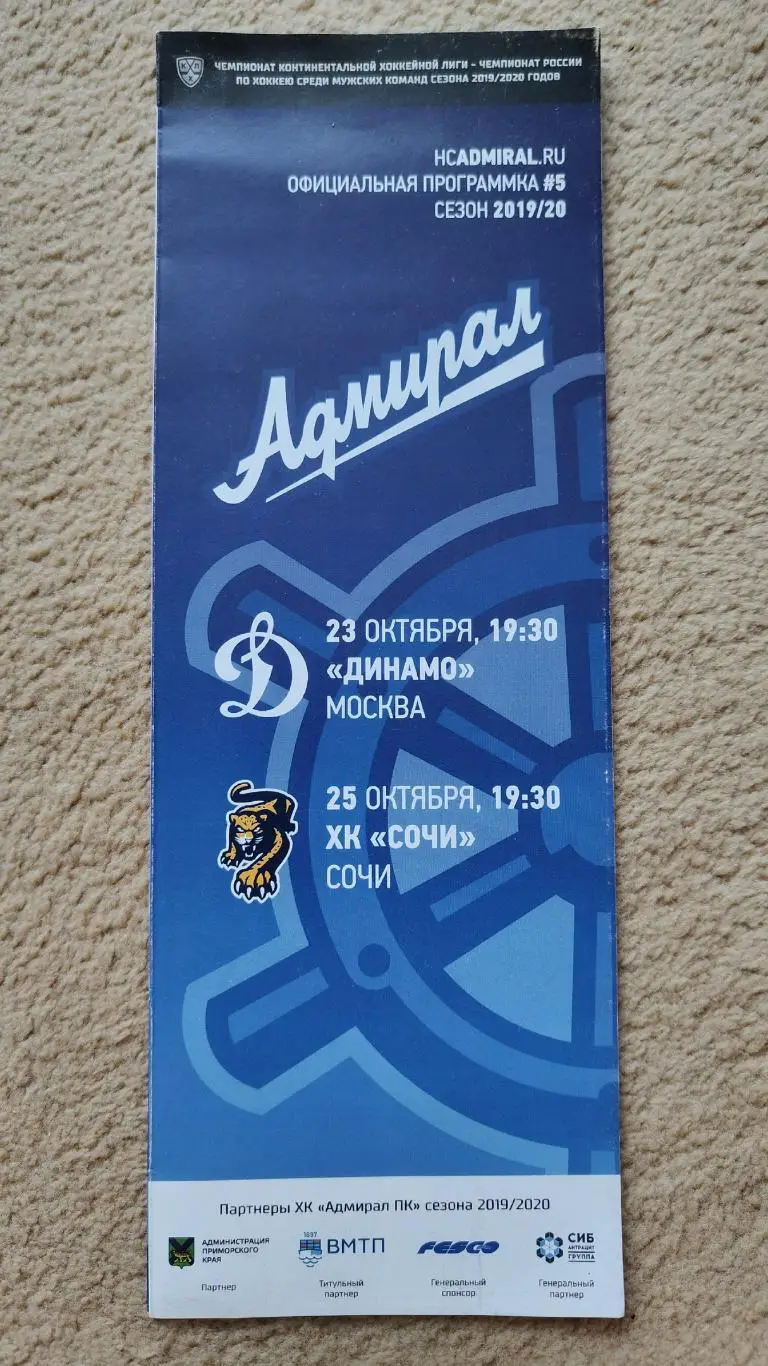 КХЛ
ЧЕМПИОНАТ КОНТИНЕНТАЛЬНОЙ ХОККЕЙНОЙ ЛИГИ - ЧЕМПИОНАТ РОССИИ
ПО ХОККЕЮ СРЕДИ МУЖСКИХ КОМАНД СЕЗОНА 2019/2020 ГОДОВ
HCADMIRAL.RU
ОФИЦИАЛЬНАЯ ПРОГРАММКА #5
СЕЗОН 2019/20
Адмирал
Д
23 ОКТЯБРЯ, 19:30
«ДИНАМО»
МОСКВА
25 ОКТЯБРЯ, 19:30
ХК «СОЧИ»
СОЧИ
Партнеры ХК «Адмирал ПК» сезона 2019/2020
АДМИНИСТРАЦИЯ
ПРИМОРСКОГО
КРАЯ
Партнер
1897
ВМТП
Титульный
партнер
FESCO
Генеральный
спонсор
СИБ
АНТРАЦИТ
ГРУППА
Генеральный
партнер